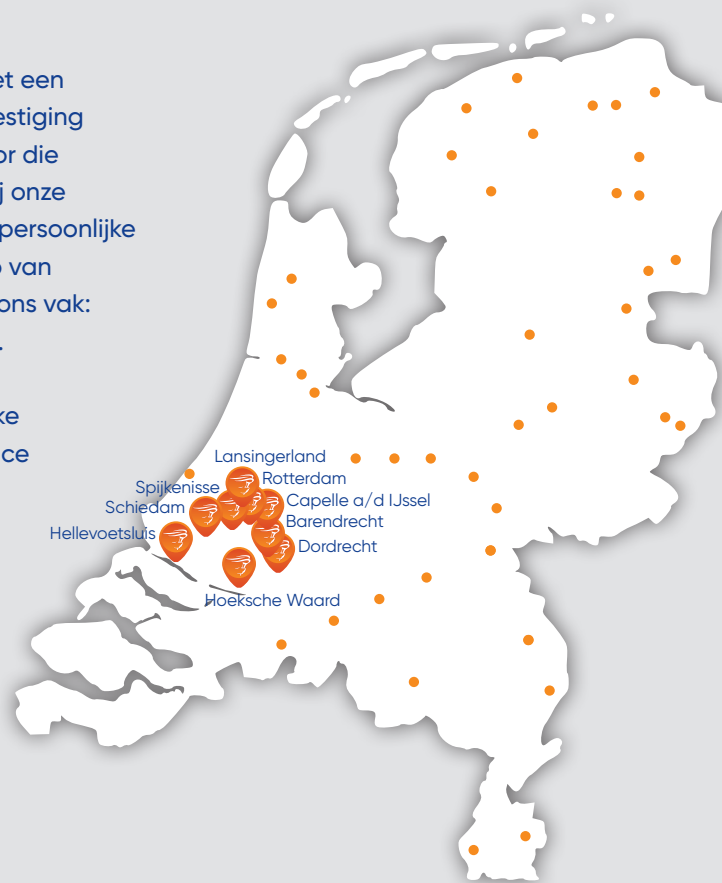 et een
estiging
or die
ij onze
persoonlijke
van
ons vak:
ke
ce
Lansingerland
Rotterdam
Spijkenisse
Capelle a/d IJssel
Schiedam
Barendrecht
Hellevoetsluis
Dordrecht
Hoeksche Waard